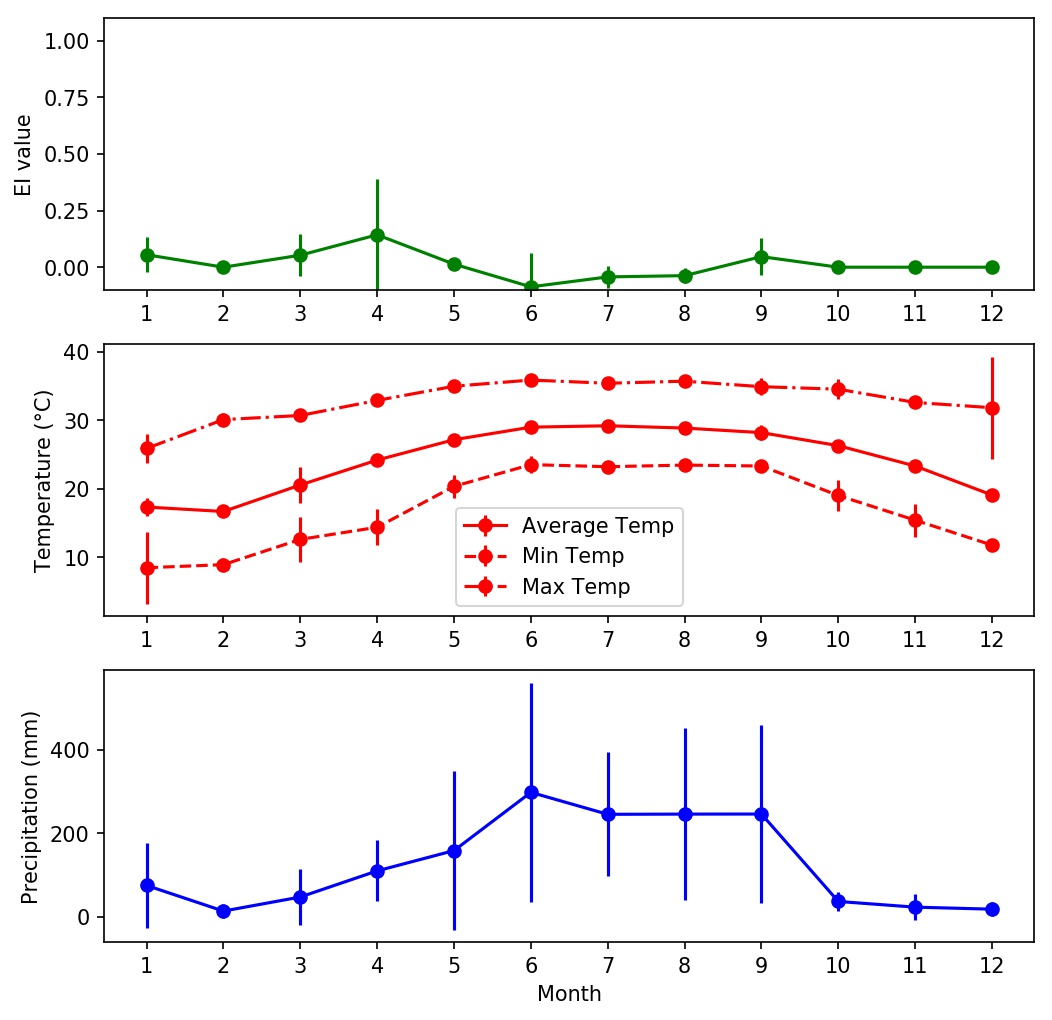 1.00
0.75
0.50
0.25
0.00
EI value
1 2 3 4 5 6 7 8 9 10 11 12
40
30
20
10
Temperature (°C)
Average Temp
Min Temp
Max Temp
1 2 3 4 5 6 7 8 9 10 11 12
400
200
0
Precipitation (mm)
1 2 3 4 5 6 7 8 9 10 11 12
Month